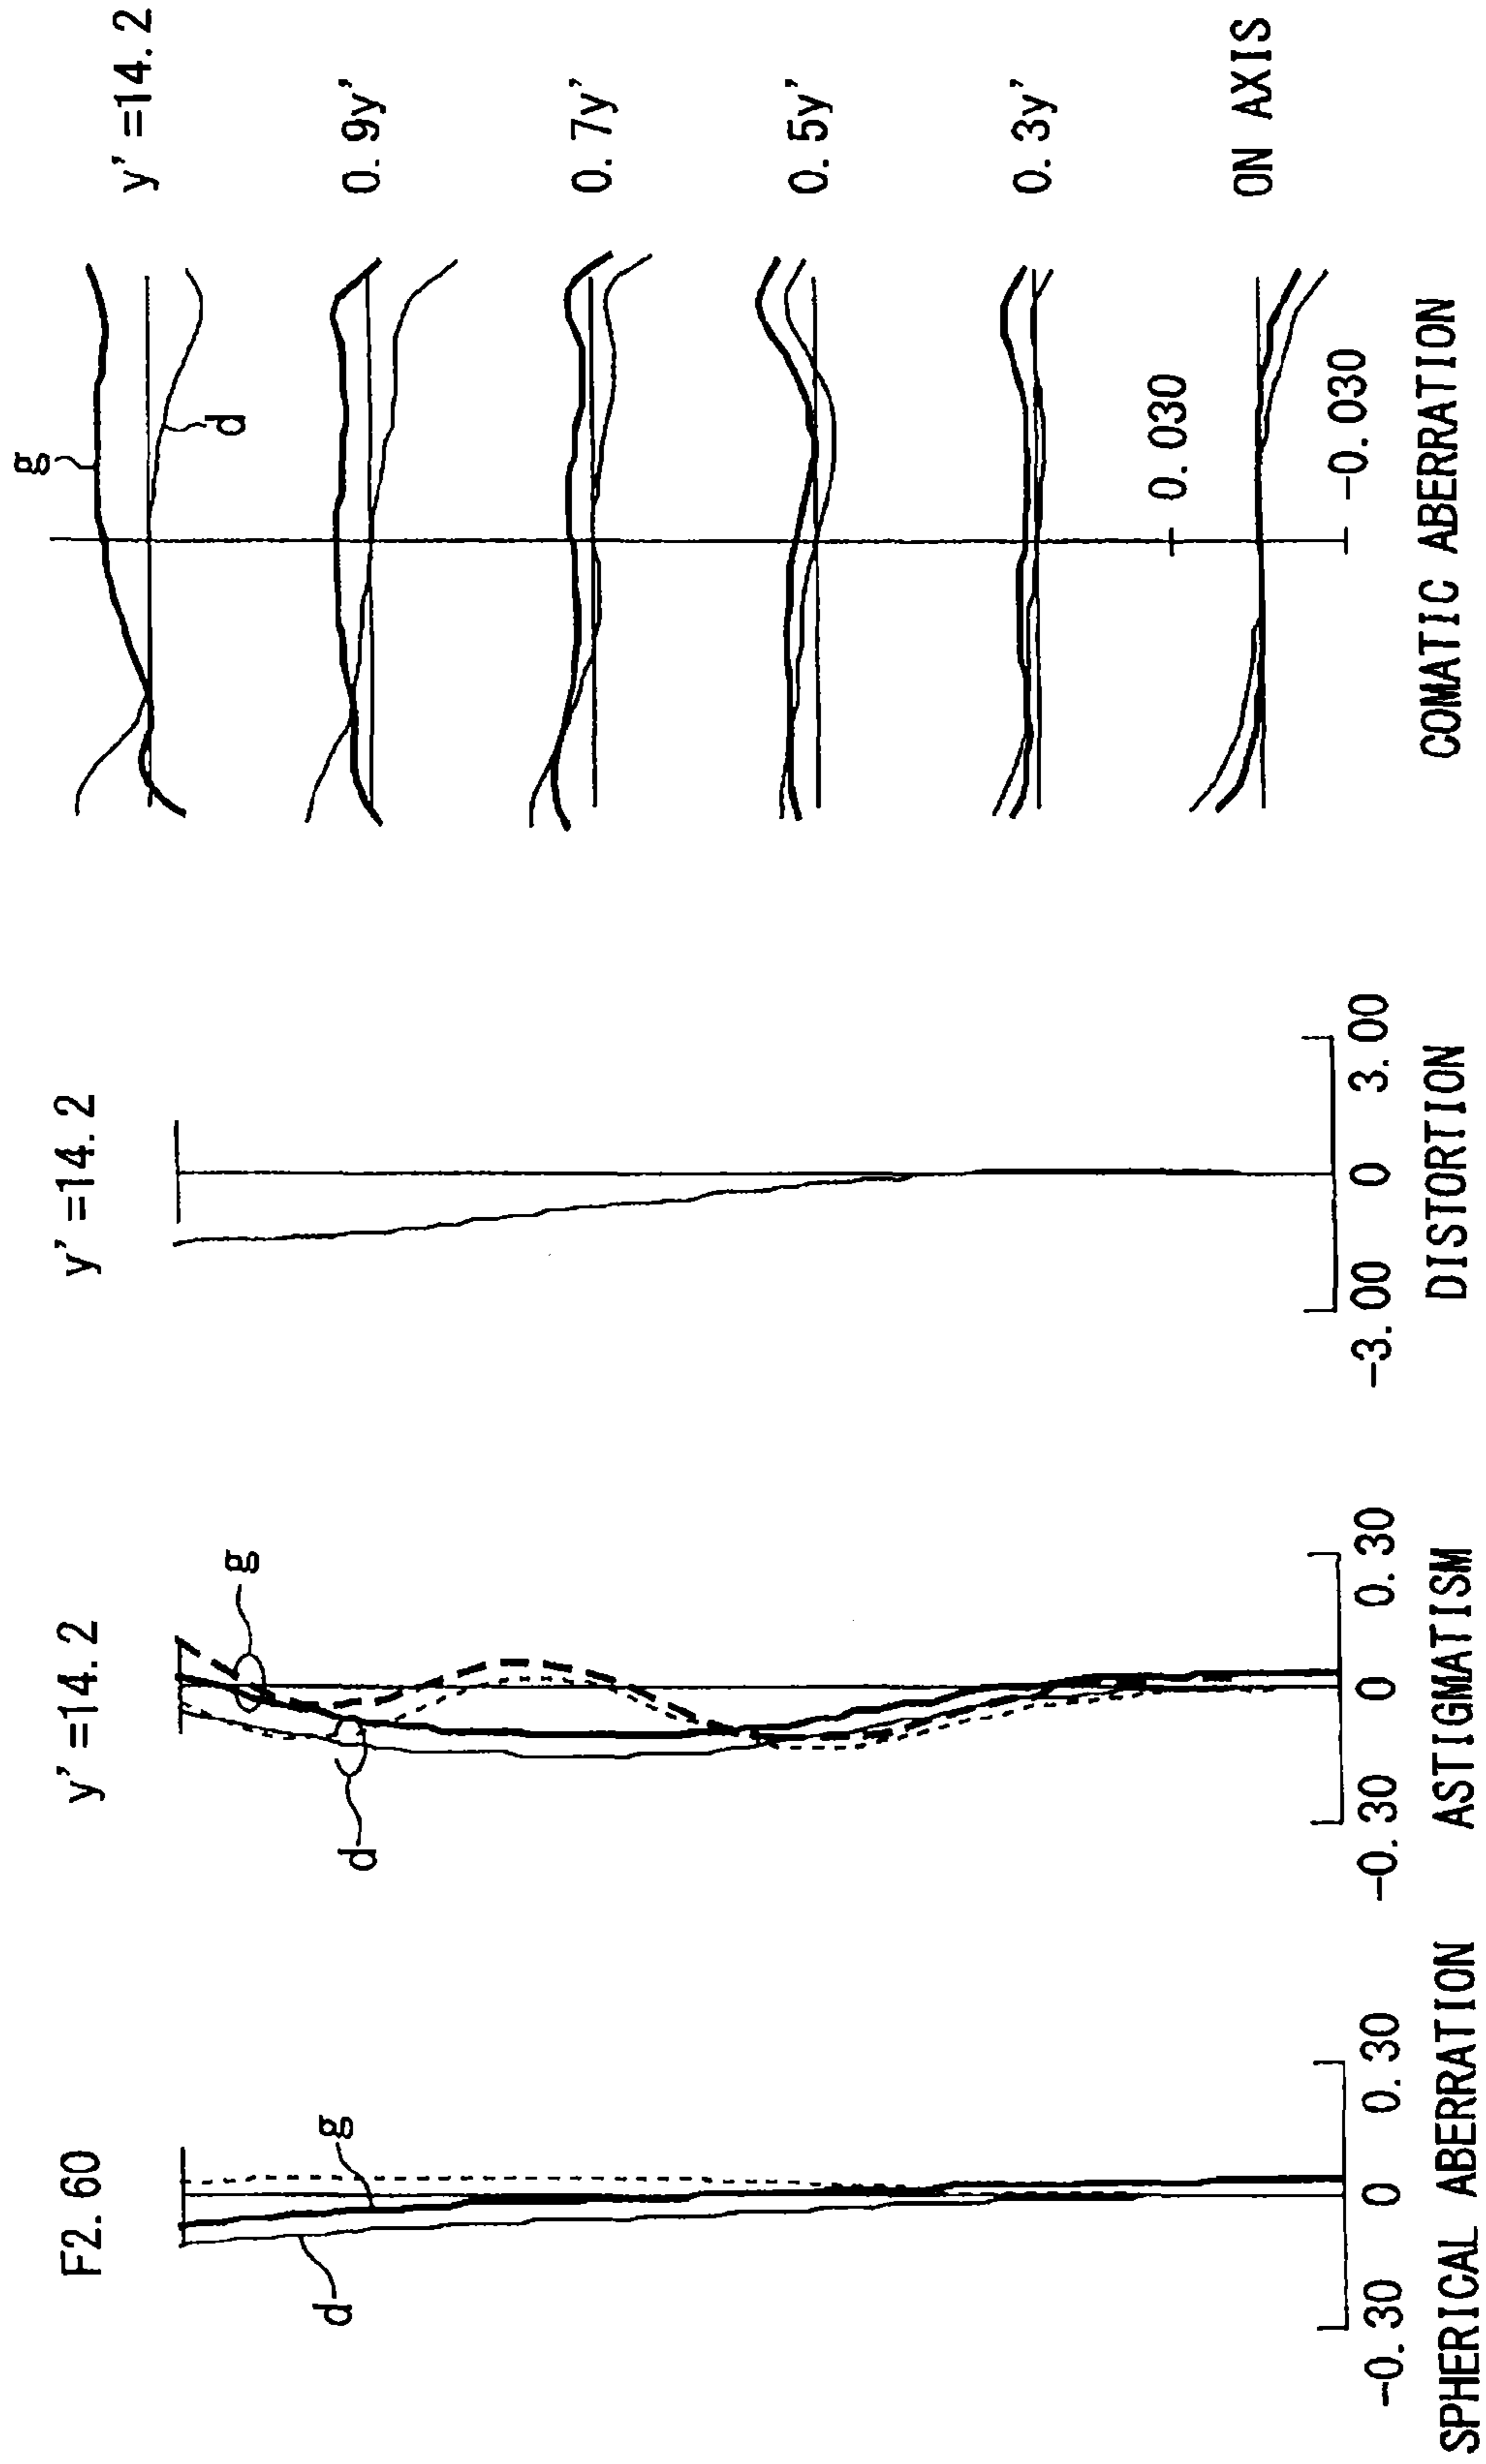 F2. 60
g
d
-0. 30
0
0. 30
SPHERICAL ABERRATION
y' =14. 2
g
d
-0. 30
0
0. 30
ASTIGMATISM
y' =14. 2
-3. 00
0
3. 00
DISTORTION
g
d
y' =14. 2
0. 9y'
0. 7y'
0. 5y'
0. 3y'
0. 030
ON AXIS
-0. 030
COMATIC ABERRATION